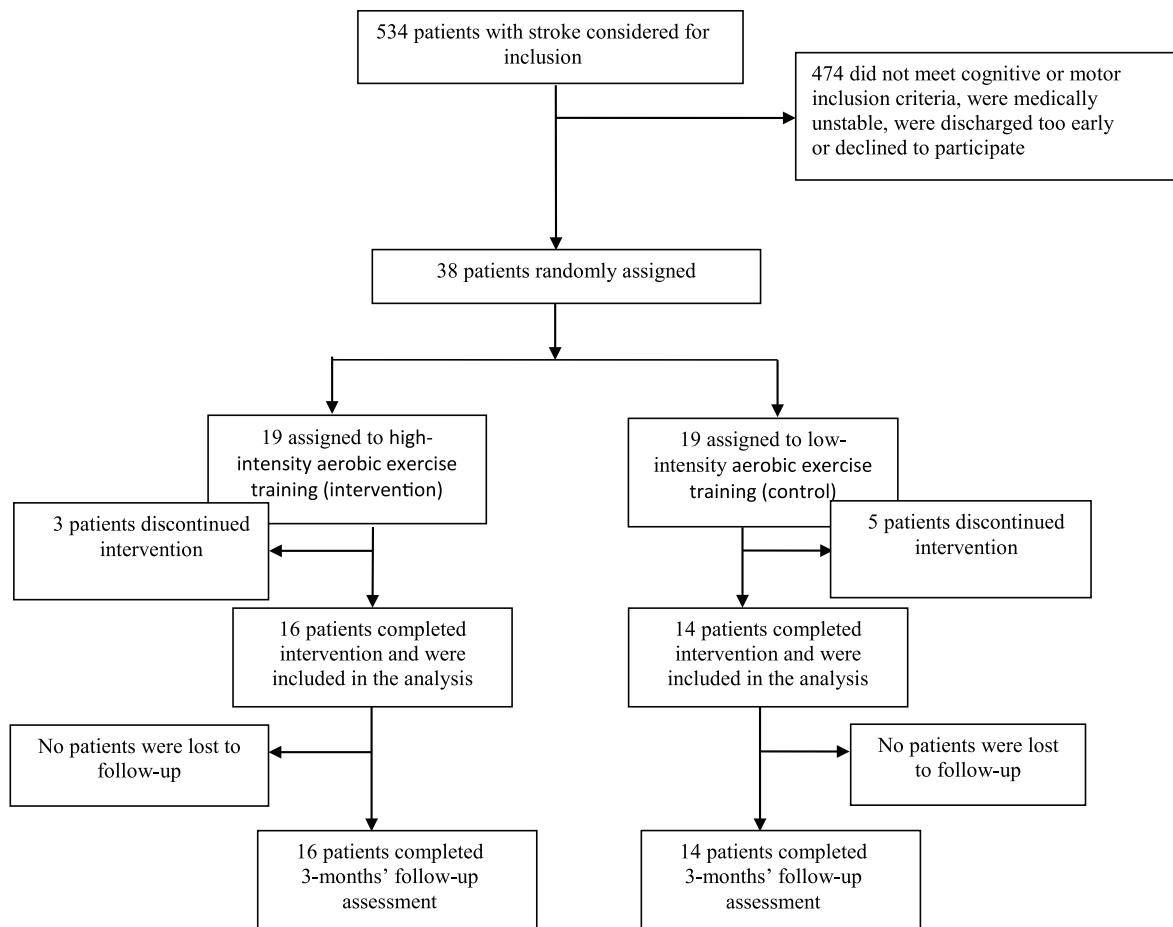 534 patients with stroke considered for
inclusion
474 did not meet cognitive or motor
inclusion criteria, were medically
unstable, were discharged too early
or declined to participate
38 patients randomly assigned
19 assigned to high-
intensity aerobic exercise
training (intervention)
19 assigned to low-
intensity aerobic exercise
training (control)
3 patients discontinued
intervention
5 patients discontinued
intervention
16 patients completed
intervention and were
included in the analysis
14 patients completed
intervention and were
included in the analysis
No patients were lost to
follow-up
No patients were lost
to follow-up
16 patients completed
3-months’ follow-up
assessment
14 patients completed
3-months’ follow-up
assessment